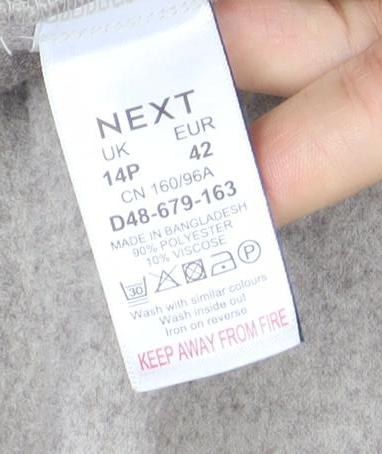 NEXT
UK EUR
14P 42
CN 160/96A
D48-679-163
MADE IN BANGLADESH
90% POLYESTER
10% VISCOSE
30 P
Wash with similar colours
Wash inside out
Iron on reverse
KEEP AWAY FROM FIRE